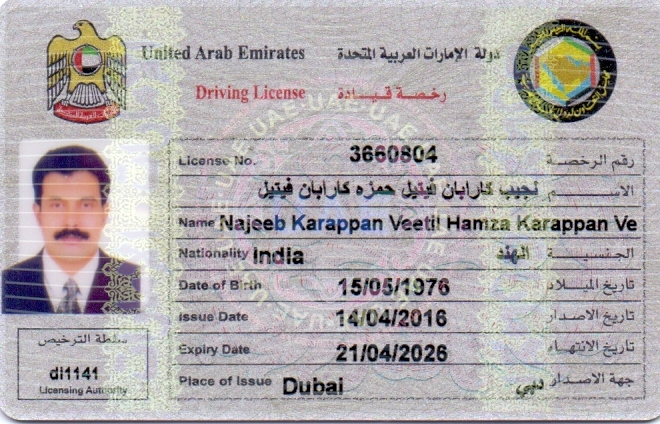 United Arab Emirates دولة الإمارات العربية المتحدة
Driving License رخصة قيادة
License No. 3660804 رقم الرخصة
نجيب كارابان فيتيل حمزه كارابان فيتيل الاســم
Name Najeeb Karappan Veetil Hamza Karappan Ve
Nationality India الهند الجنسية
Date of Birth 15/05/1976 تاريخ الميلاد
Issue Date 14/04/2016 تاريخ الاصدار
Expiry Date 21/04/2026 تاريخ الانتهاء
Place of Issue Dubai دبي جهة الاصدار
سلطة الترخيص
di1141
Licensing Authority